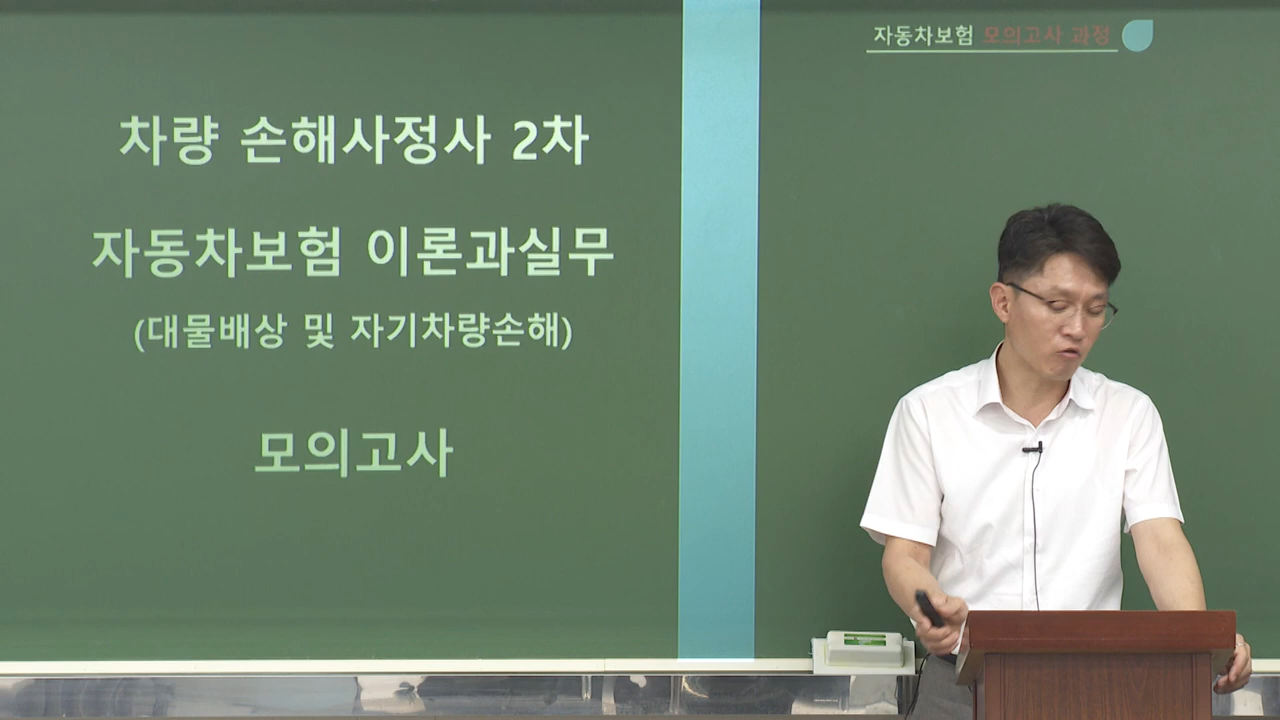 자동차보험 모의고사 과정
차량 손해사정사 2차
자동차보험 이론과실무
(대물배상 및 자기차량손해)
모의고사